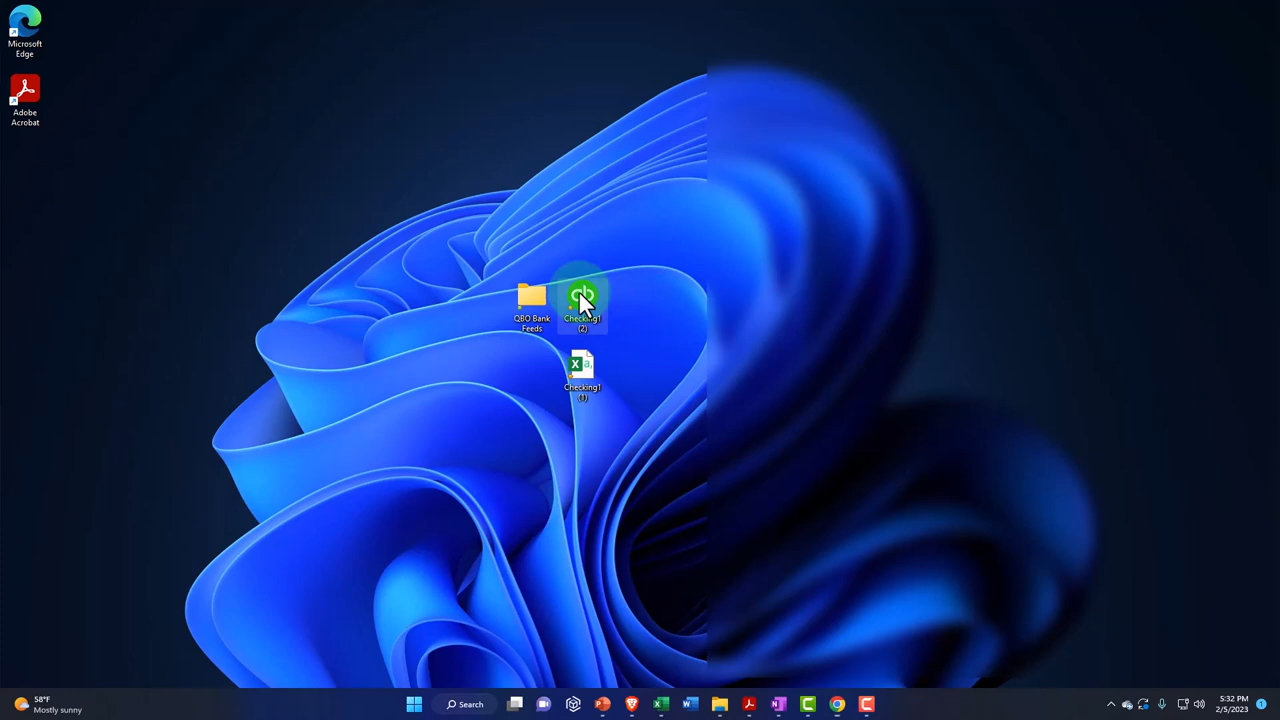 Microsoft
Edge
Adobe
Acrobat
QBO Bank
Feeds
Checking1
(2)
Checking1
(1)
58°F
Mostly sunny
Search
5:32 PM
2/5/2023